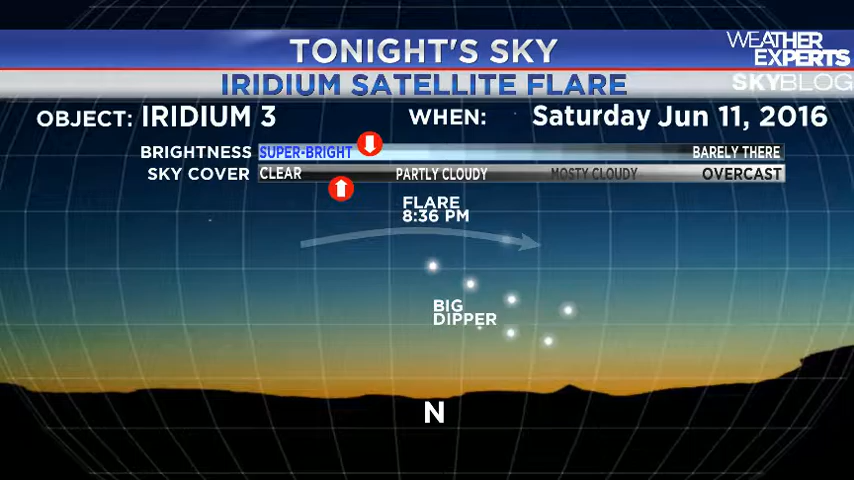 TONIGHT'S SKY
IRIDIUM SATELLITE FLARE
WEATHER
EXPERTS
SKYBLOG
OBJECT: IRIDIUM 3
WHEN: Saturday Jun 11, 2016
BRIGHTNESS SUPER-BRIGHT BARELY THERE
SKY COVER CLEAR PARTLY CLOUDY MOSTY CLOUDY OVERCAST
FLARE
8:36 PM
BIG
DIPPER
N